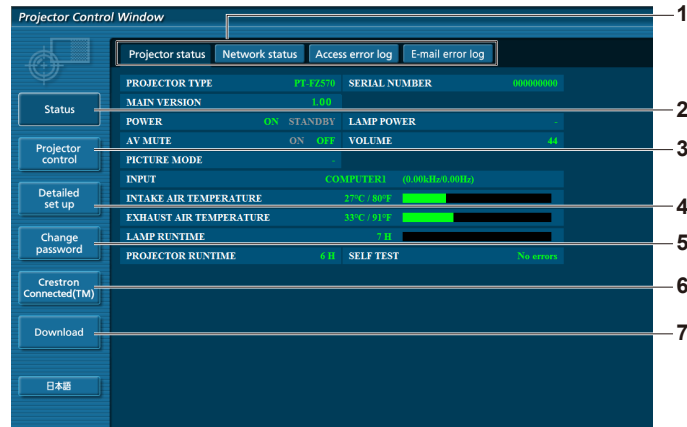 Projector Control Window
1
Projector status Network status Access error log E-mail error log
PROJECTOR TYPE PT-FZ570 SERIAL NUMBER 000000000
MAIN VERSION 1.00
Status 2
POWER ON STANDBY LAMP POWER -
AV MUTE ON OFF VOLUME 44
Projector
control 3
PICTURE MODE -
INPUT COMPUTER1 (0.00kHz/0.00Hz)
Detailed
set up 4
INTAKE AIR TEMPERATURE 27°C / 80°F
EXHAUST AIR TEMPERATURE 33°C / 91°F
Change
password 5
LAMP RUNTIME 7 H
PROJECTOR RUNTIME 6 H SELF TEST No errors
Crestron
Connected(TM) 6
Download 7
日本語